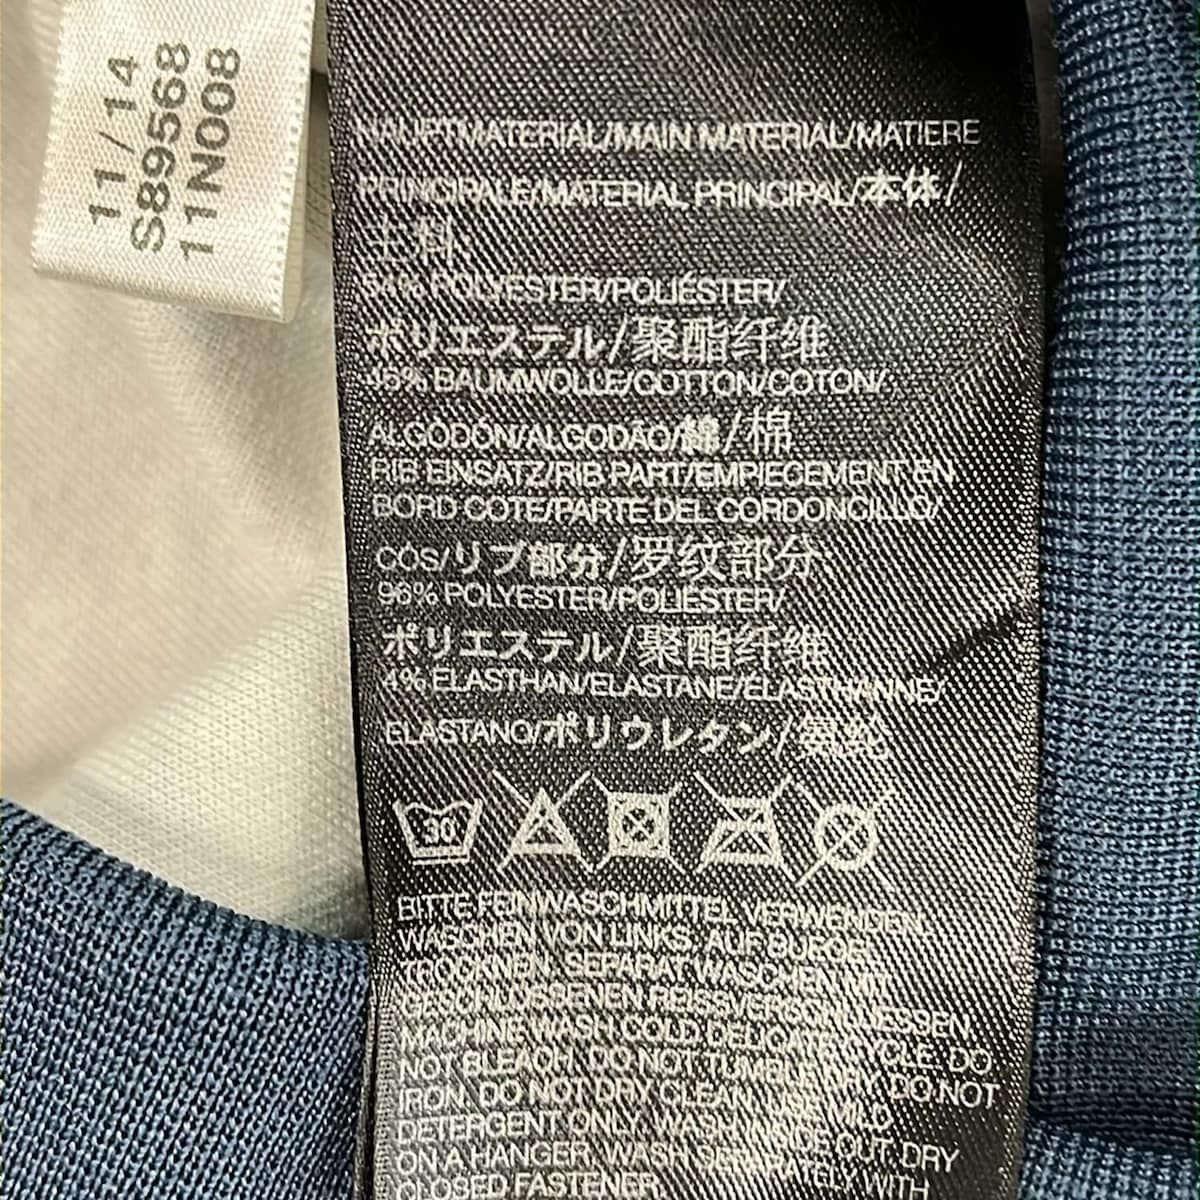 11/14
S89568
11N008
HAUPTMATERIAL/MAIN MATERIAL/MATIERE
PRINCIPALE/MATERIAL PRINCIPAL/本体/
主料
54% POLYESTER/POLIÉSTER/
ポリエステル/聚酯纤维
46% BAUMWOLLE/COTTON/COTON/
ALGODÓN/ALGODÃO/綿/棉
RIB EINSATZ/RIB PART/EMPIECEMENT EN
BORD COTE/PARTE DEL CORDONCILLO/
CÓS/リブ部分/罗纹部分
96% POLYESTER/POLIESTER/
ポリエステル/聚酯纤维
4% ELASTHAN/ELASTANE/ELASTHANNE/
ELASTANO/ポリウレタン/氨纶
30
BITTE FEINWASCHMITTEL VERWENDEN,
WASCHEN VON LINKS, AUF BÜGEL
TROCKNEN, SEPARAT WASCHEN MIT
GESCHLOSSENEN REISSVERSCHLUESSEN,
MACHINE WASH COLD DELICATE CYCLE. DO
NOT BLEACH. DO NOT TUMBLE DRY. DO NOT
IRON. DO NOT DRY CLEAN. USE MILD
DETERGENT ONLY, WASH INSIDE OUT. DRY
ON A HANGER, WASH SEPARATELY WITH
CLOSED FASTENER.